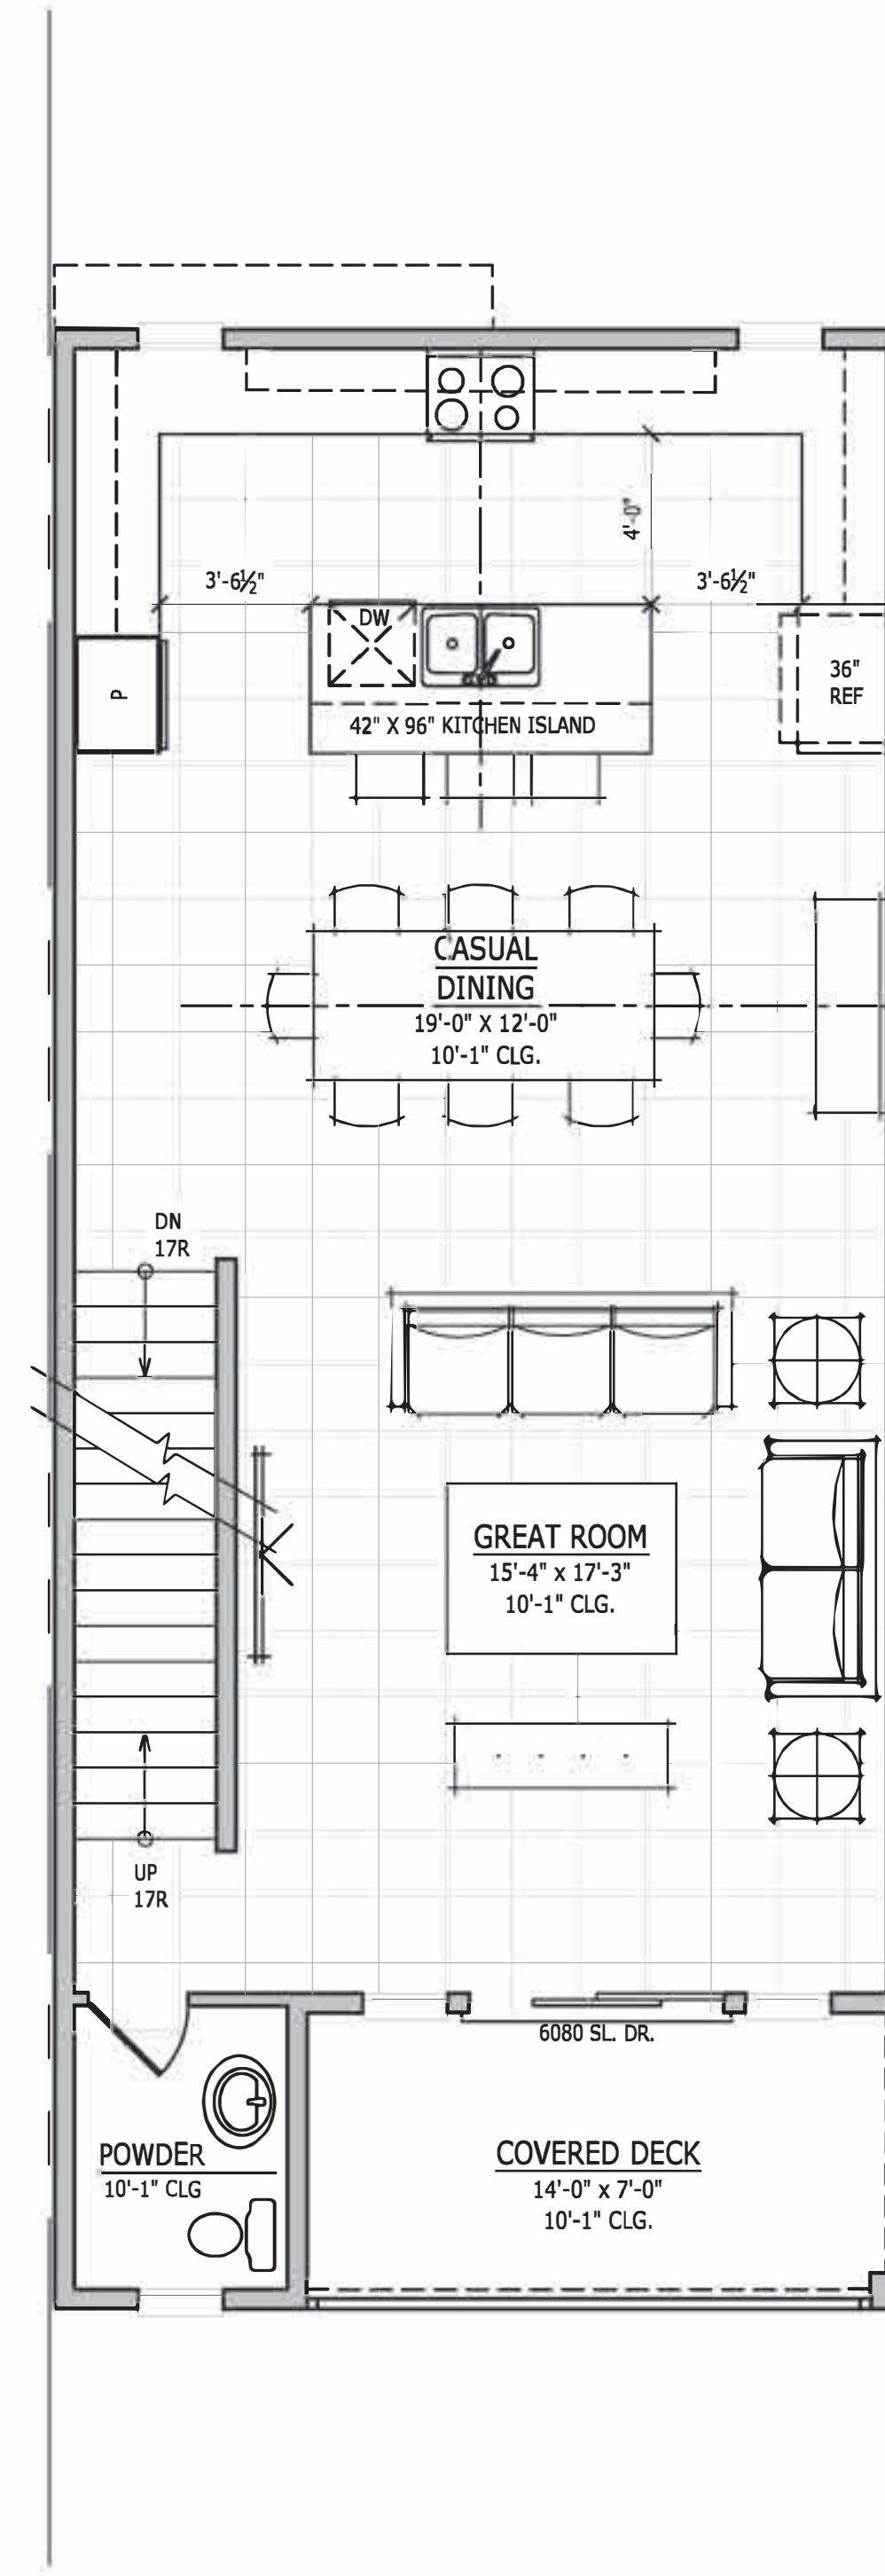 4'-0"
3'-6½"
3'-6½"
DW
P
36"
REF
42" X 96" KITCHEN ISLAND
CASUAL
DINING
19'-0" X 12'-0"
10'-1" CLG.
DN
17R
GREAT ROOM
15'-4" x 17'-3"
10'-1" CLG.
UP
17R
6080 SL. DR.
POWDER
10'-1" CLG
COVERED DECK
14'-0" x 7'-0"
10'-1" CLG.